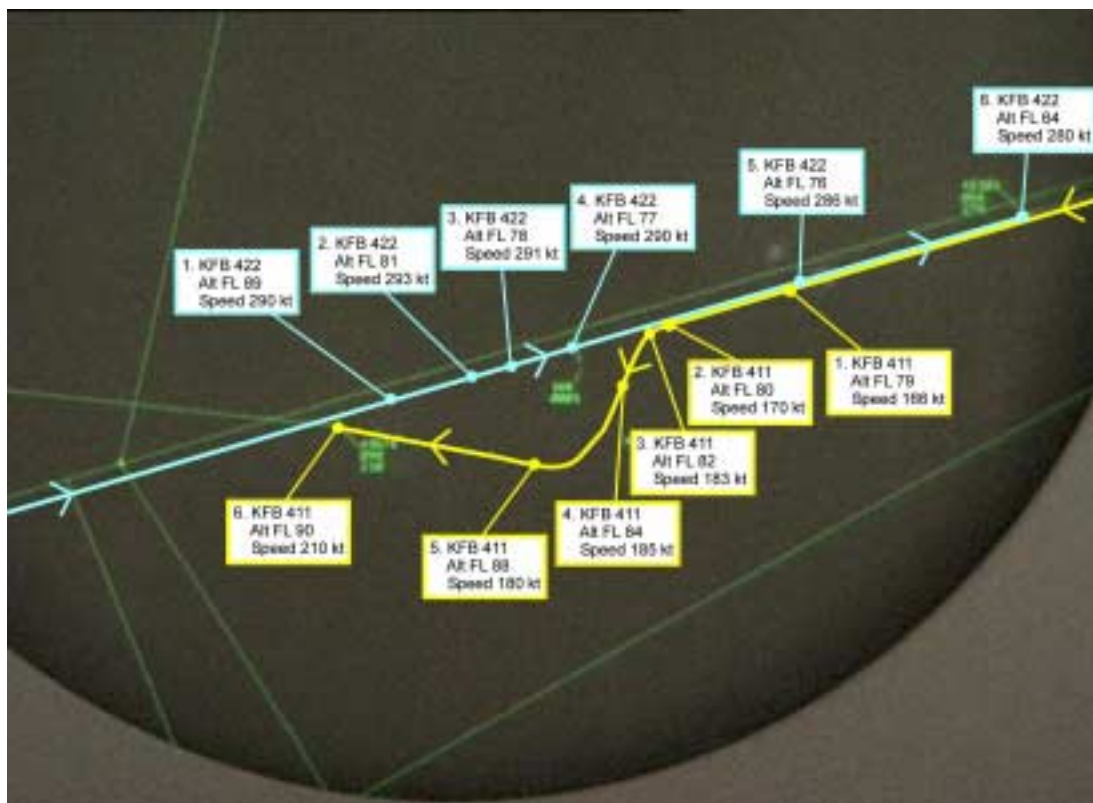 1. KFB 422
Alt FL 89
Speed 290 kt
2. KFB 422
Alt FL 81
Speed 293 kt
3. KFB 422
Alt FL 78
Speed 291 kt
4. KFB 422
Alt FL 77
Speed 290 kt
5. KFB 422
Alt FL 76
Speed 286 kt
6. KFB 422
Alt FL 64
Speed 280 kt
1. KFB 411
Alt FL 79
Speed 166 kt
2. KFB 411
Alt FL 80
Speed 170 kt
3. KFB 411
Alt FL 82
Speed 183 kt
4. KFB 411
Alt FL 84
Speed 185 kt
5. KFB 411
Alt FL 88
Speed 180 kt
6. KFB 411
Alt FL 90
Speed 210 kt